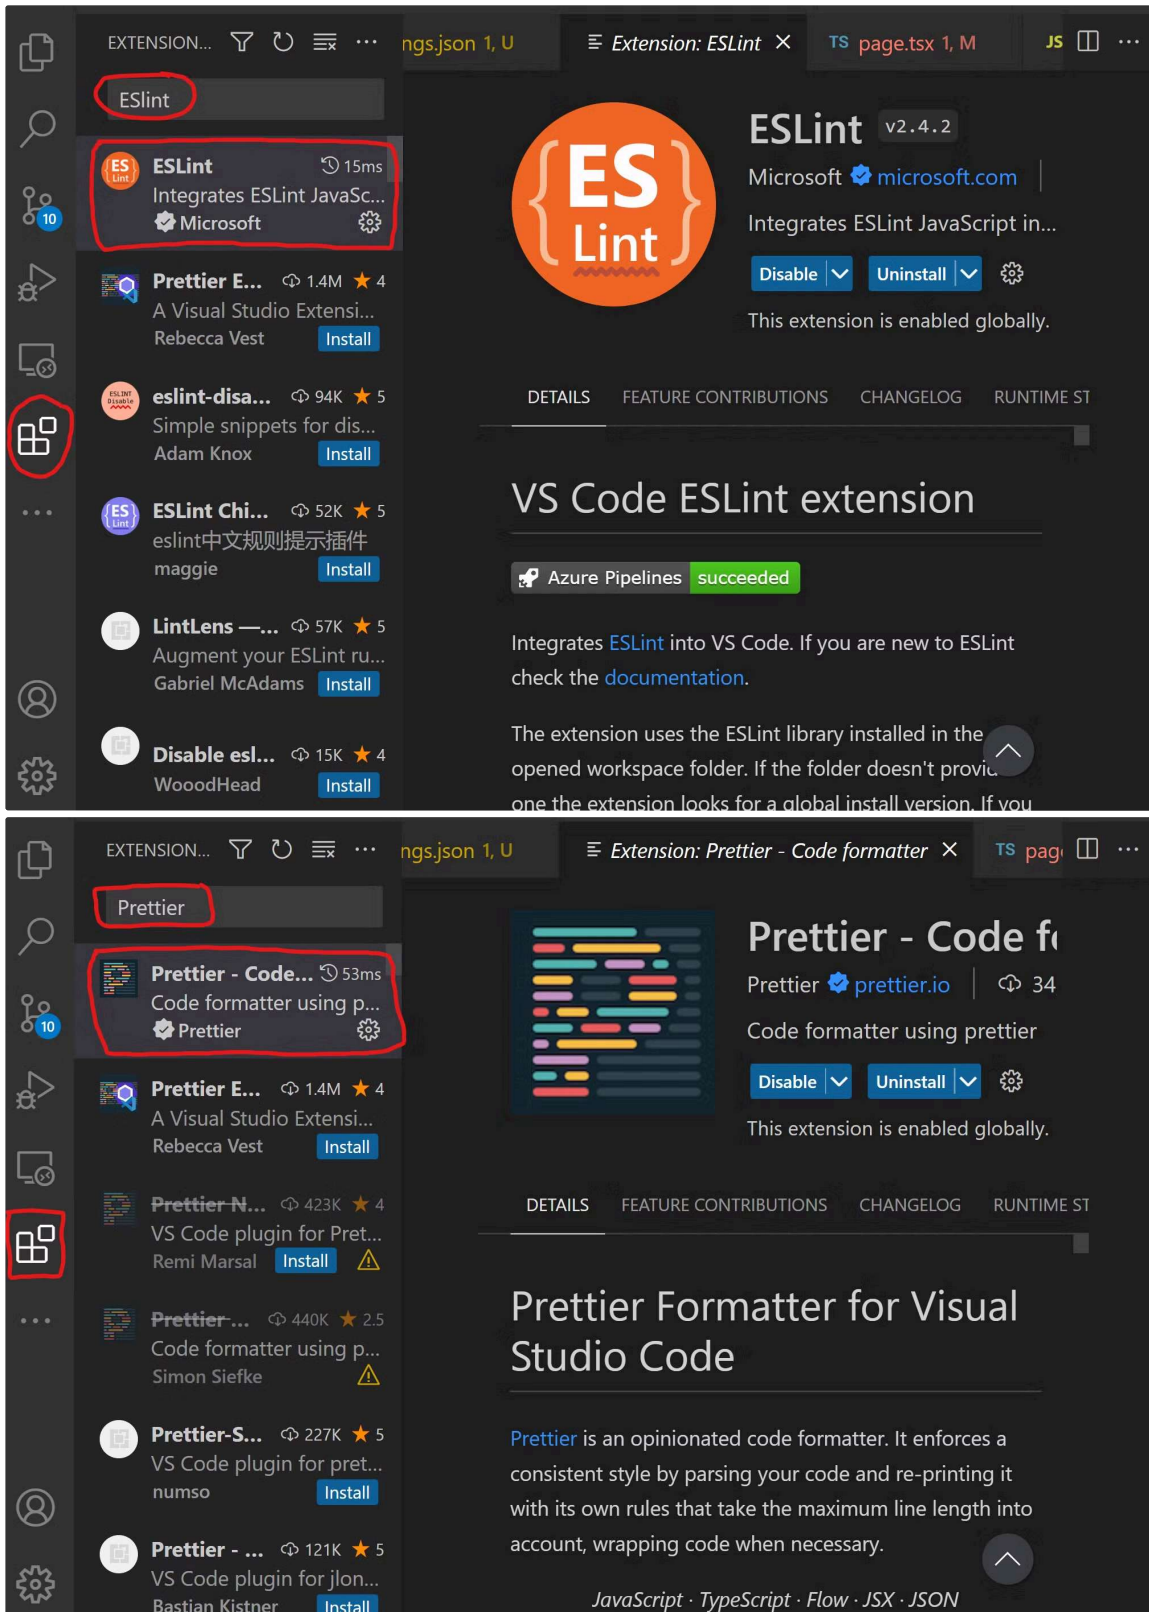 EXTENSION...
ngs.json 1, U
Extension: ESLint
TS page.tsx 1, M
JS
ESlint
ES
Lint
ESLint
15ms
Integrates ESLint JavaSc...
Microsoft
10
Prettier E...
1.4M
4
A Visual Studio Extensi...
Rebecca Vest
Install
ESLINT
Disable
eslint-disa...
94K
5
Simple snippets for dis...
Adam Knox
Install
ES
Lint
ESLint Chi...
52K
5
eslint中文规则提示插件
maggie
Install
LintLens —...
57K
5
Augment your ESLint ru...
Gabriel McAdams
Install
Disable esl...
15K
4
WooodHead
Install
ES
Lint
ESLint
v2.4.2
Microsoft
microsoft.com
Integrates ESLint JavaScript in...
Disable
Uninstall
This extension is enabled globally.
DETAILS
FEATURE CONTRIBUTIONS
CHANGELOG
RUNTIME ST
VS Code ESLint extension
Azure Pipelines succeeded
Integrates ESLint into VS Code. If you are new to ESLint
check the documentation.
The extension uses the ESLint library installed in the
opened workspace folder. If the folder doesn't provi
one the extension looks for a global install version. If you
EXTENSION...
ngs.json 1, U
Extension: Prettier - Code formatter
TS pag
Prettier
Prettier - Code...
53ms
Code formatter using p...
Prettier
10
Prettier E...
1.4M
4
A Visual Studio Extensi...
Rebecca Vest
Install
Prettier N...
423K
4
VS Code plugin for Pret...
Remi Marsal
Install
Prettier ...
440K
2.5
Code formatter using p...
Simon Siefke
Prettier-S...
227K
5
VS Code plugin for pret...
numso
Install
Prettier - ...
121K
5
VS Code plugin for jlon...
Bastian Kistner
Install
Prettier - Code f
Prettier
prettier.io
34
Code formatter using prettier
Disable
Uninstall
This extension is enabled globally.
DETAILS
FEATURE CONTRIBUTIONS
CHANGELOG
RUNTIME ST
Prettier Formatter for Visual
Studio Code
Prettier is an opinionated code formatter. It enforces a
consistent style by parsing your code and re-printing it
with its own rules that take the maximum line length into
account, wrapping code when necessary.
JavaScript · TypeScript · Flow · JSX · JSON